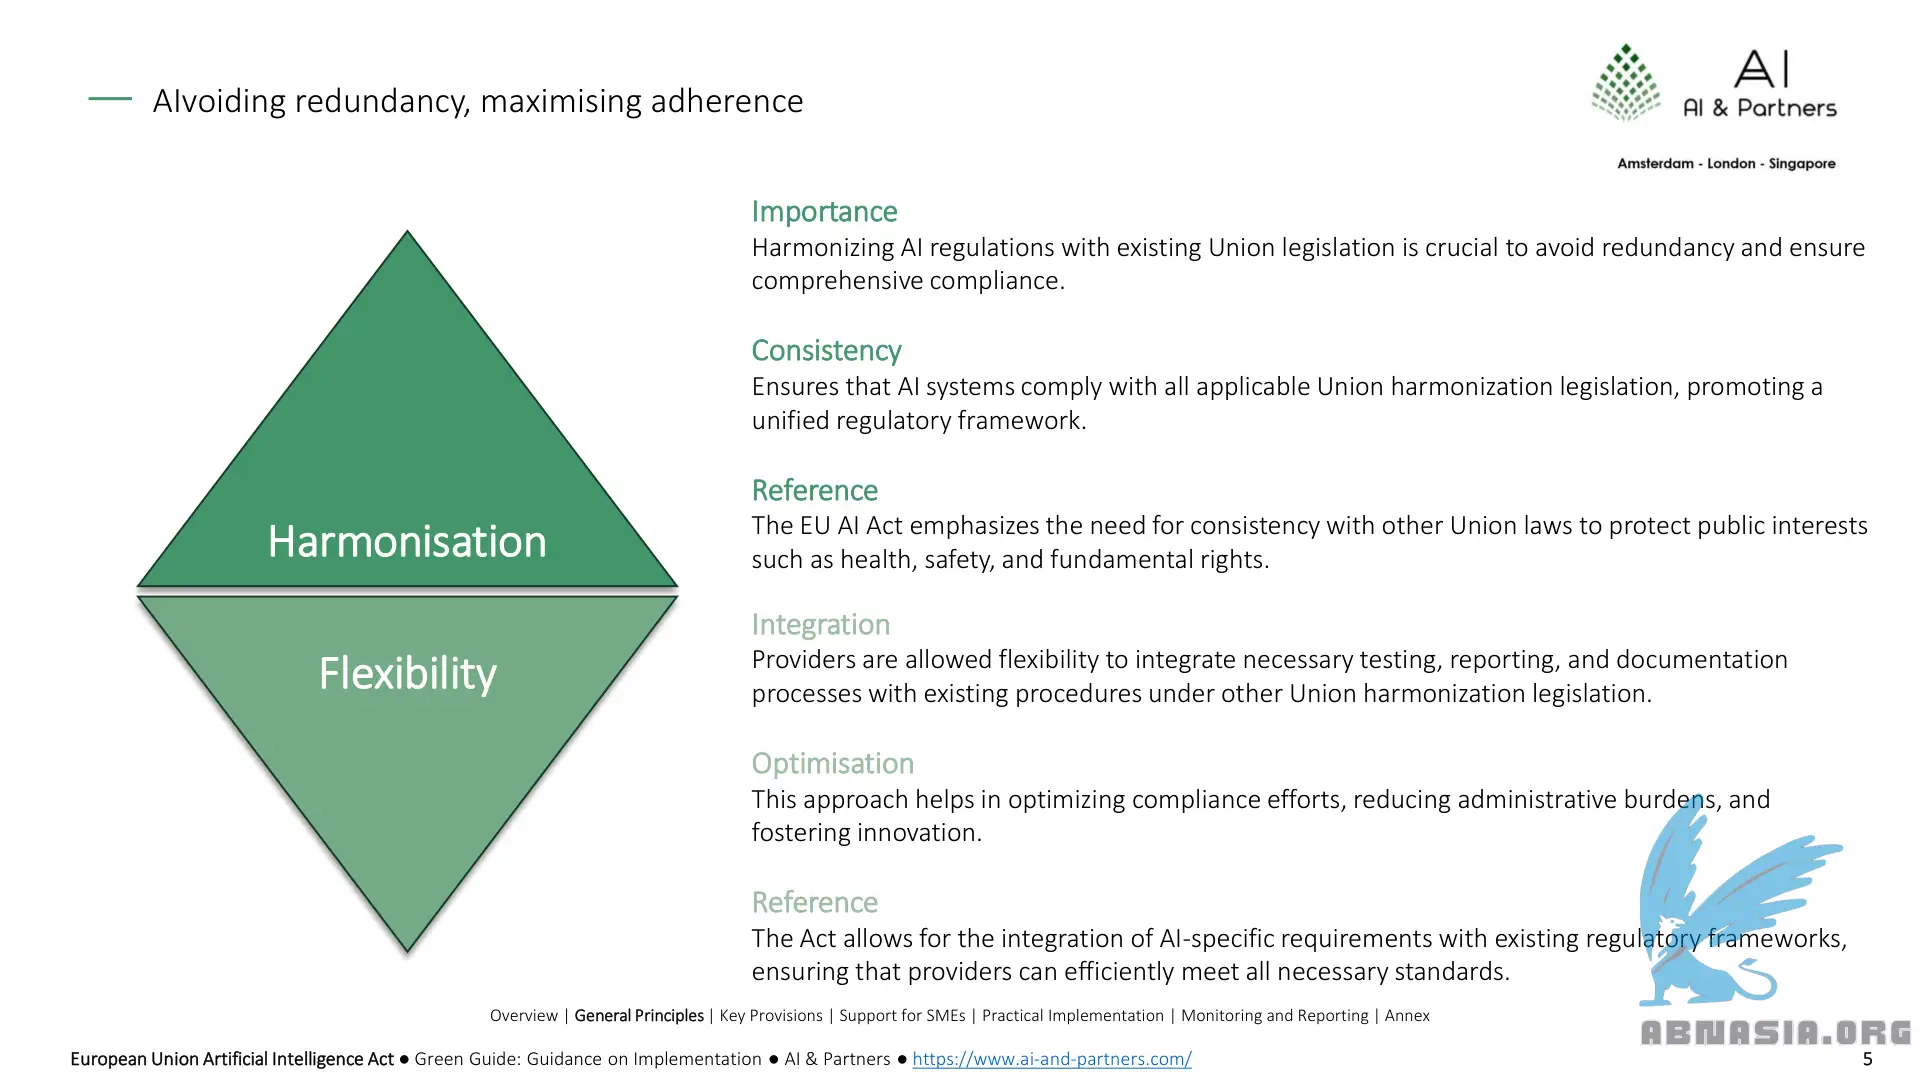 AIvoiding redundancy, maximising adherence
AI
AI & Partners
Amsterdam - London - Singapore
Harmonisation
Flexibility
Importance
Harmonizing AI regulations with existing Union legislation is crucial to avoid redundancy and ensure
comprehensive compliance.
Consistency
Ensures that AI systems comply with all applicable Union harmonization legislation, promoting a
unified regulatory framework.
Reference
The EU AI Act emphasizes the need for consistency with other Union laws to protect public interests
such as health, safety, and fundamental rights.
Integration
Providers are allowed flexibility to integrate necessary testing, reporting, and documentation
processes with existing procedures under other Union harmonization legislation.
Optimisation
This approach helps in optimizing compliance efforts, reducing administrative burdens, and
fostering innovation.
Reference
The Act allows for the integration of AI-specific requirements with existing regulatory frameworks,
ensuring that providers can efficiently meet all necessary standards.
Overview | General Principles | Key Provisions | Support for SMEs | Practical Implementation | Monitoring and Reporting | Annex
ABNASIA.ORG
European Union Artificial Intelligence Act ● Green Guide: Guidance on Implementation ● AI & Partners ● https://www.ai-and-partners.com/
5